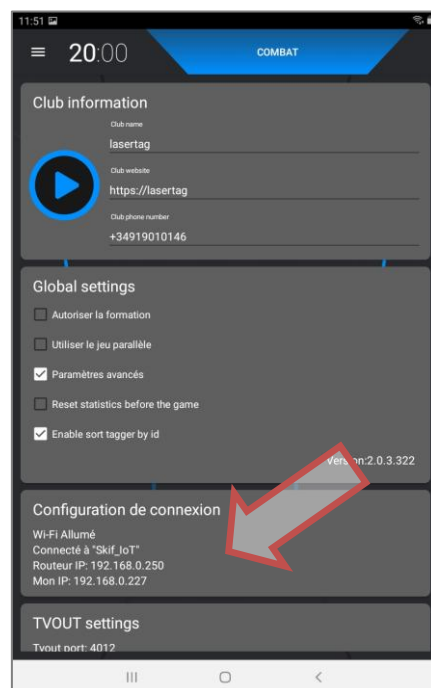 11:51
20:00
COMBAT
Club information
Club name
lasertag
Club website
https://lasertag
Club phone number
+34919010146
Global settings
Autoriser la formation
Utiliser le jeu parallèle
Paramètres avancés
Reset statistics before the game
Enable sort tagger by id
Version:2.0.3.322
Configuration de connexion
Wi-Fi Allumé
Connecté à "Skif_IoT"
Routeur IP: 192.168.0.250
Mon IP: 192.168.0.227
TVOUT settings
Tvout port: 4012